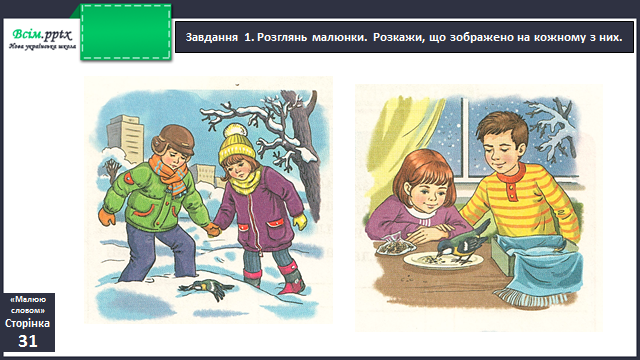 Всім.pptx
Нова українська школа
Завдання 1. Розглянь малюнки. Розкажи, що зображено на кожному з них.
«Малюю
словом»
Сторінка
31